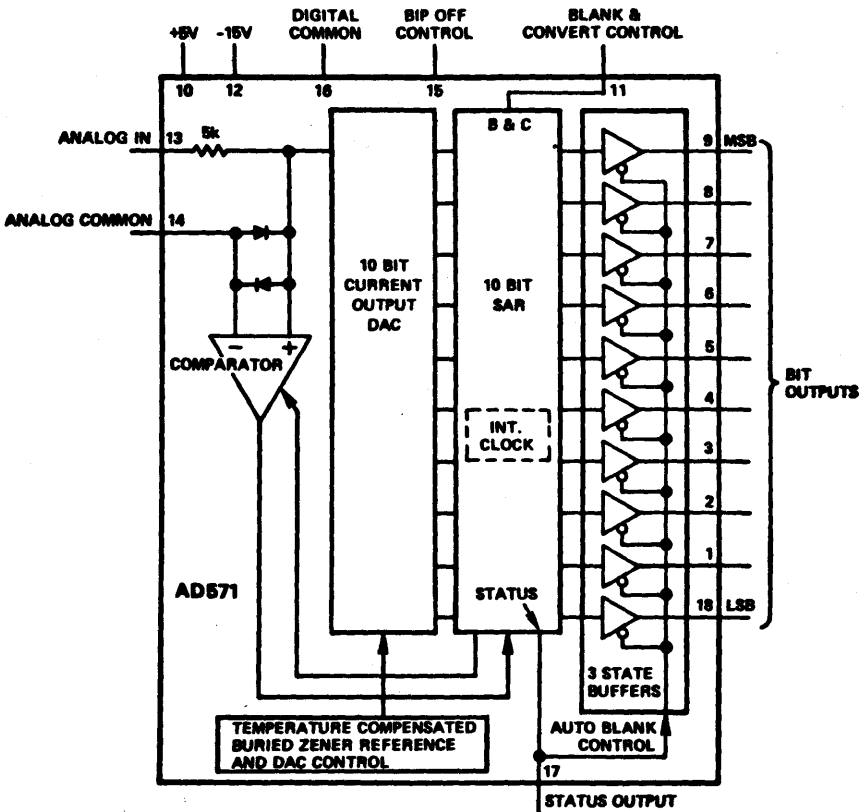 DIGITAL
COMMON
BIP OFF
CONTROL
BLANK &
CONVERT CONTROL
+5V
-15V
10
12
16
15
11
ANALOG IN
13
5k
ANALOG COMMON
14
B & C
10 BIT
CURRENT
OUTPUT
DAC
10 BIT
SAR
INT.
CLOCK
STATUS
-
+
COMPARATOR
AD571
9 MSB
8
7
6
5
4
3
2
1
18 LSB
BIT
OUTPUTS
3 STATE
BUFFERS
TEMPERATURE COMPENSATED
BURIED ZENER REFERENCE
AND DAC CONTROL
AUTO BLANK
CONTROL
17
STATUS OUTPUT